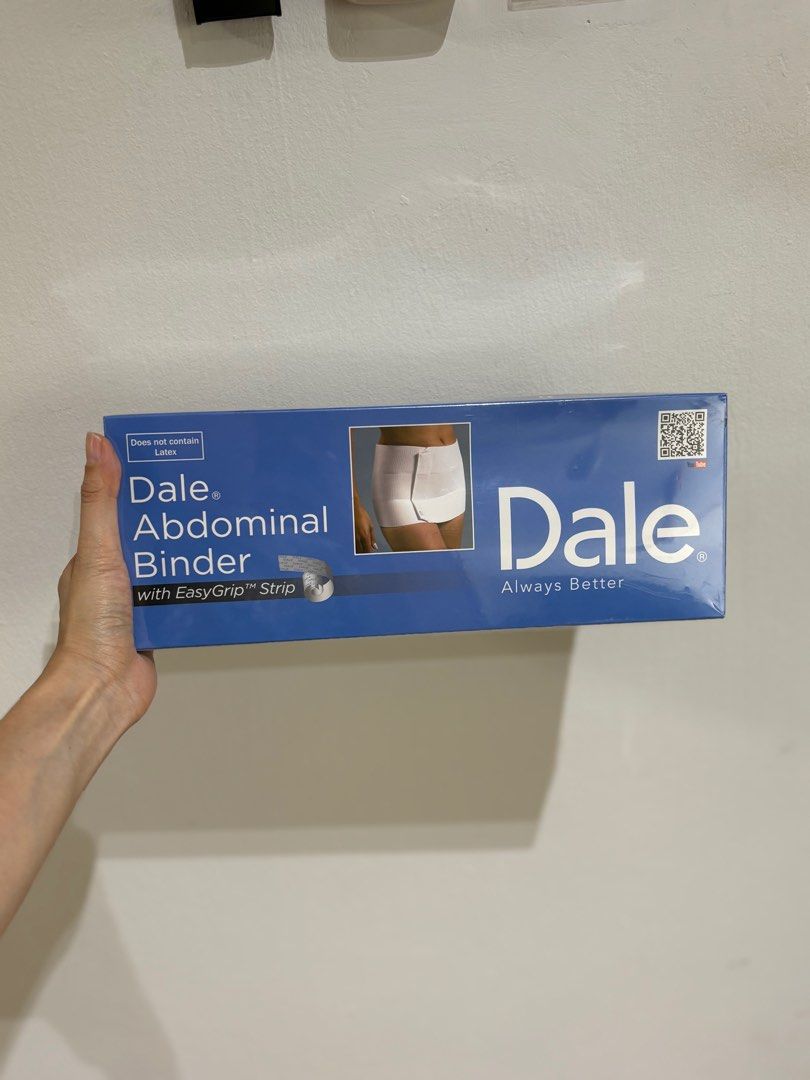 Does not contain
Latex
Dale®
Abdominal
Binder
with EasyGrip™ Strip
Dale®
Always Better